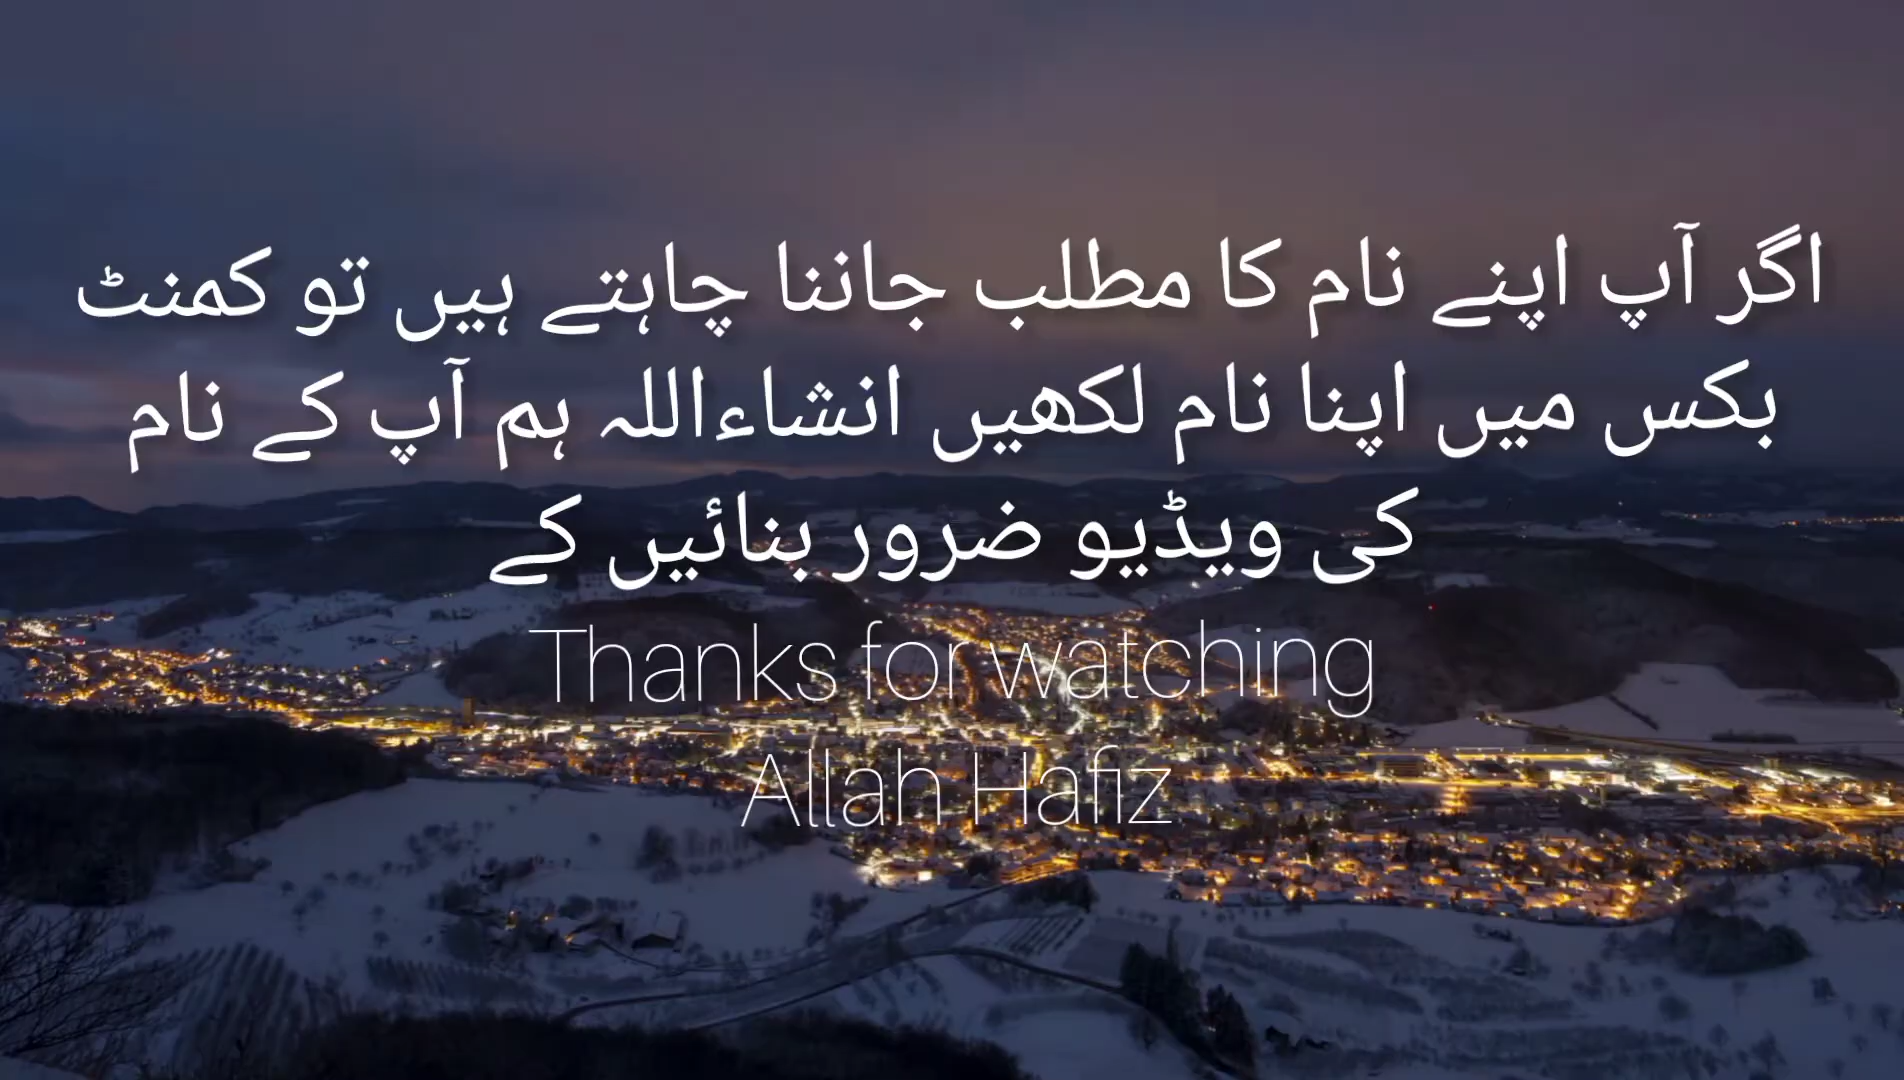 اگر آپ اپنے نام کا مطلب جاننا چاہتے ہیں تو کمنٹ
بکس میں اپنا نام لکھیں انشاءاللہ ہم آپ کے نام
کی ویڈیو ضرور بنائیں کے
Thanks for watching
Allah Hafiz